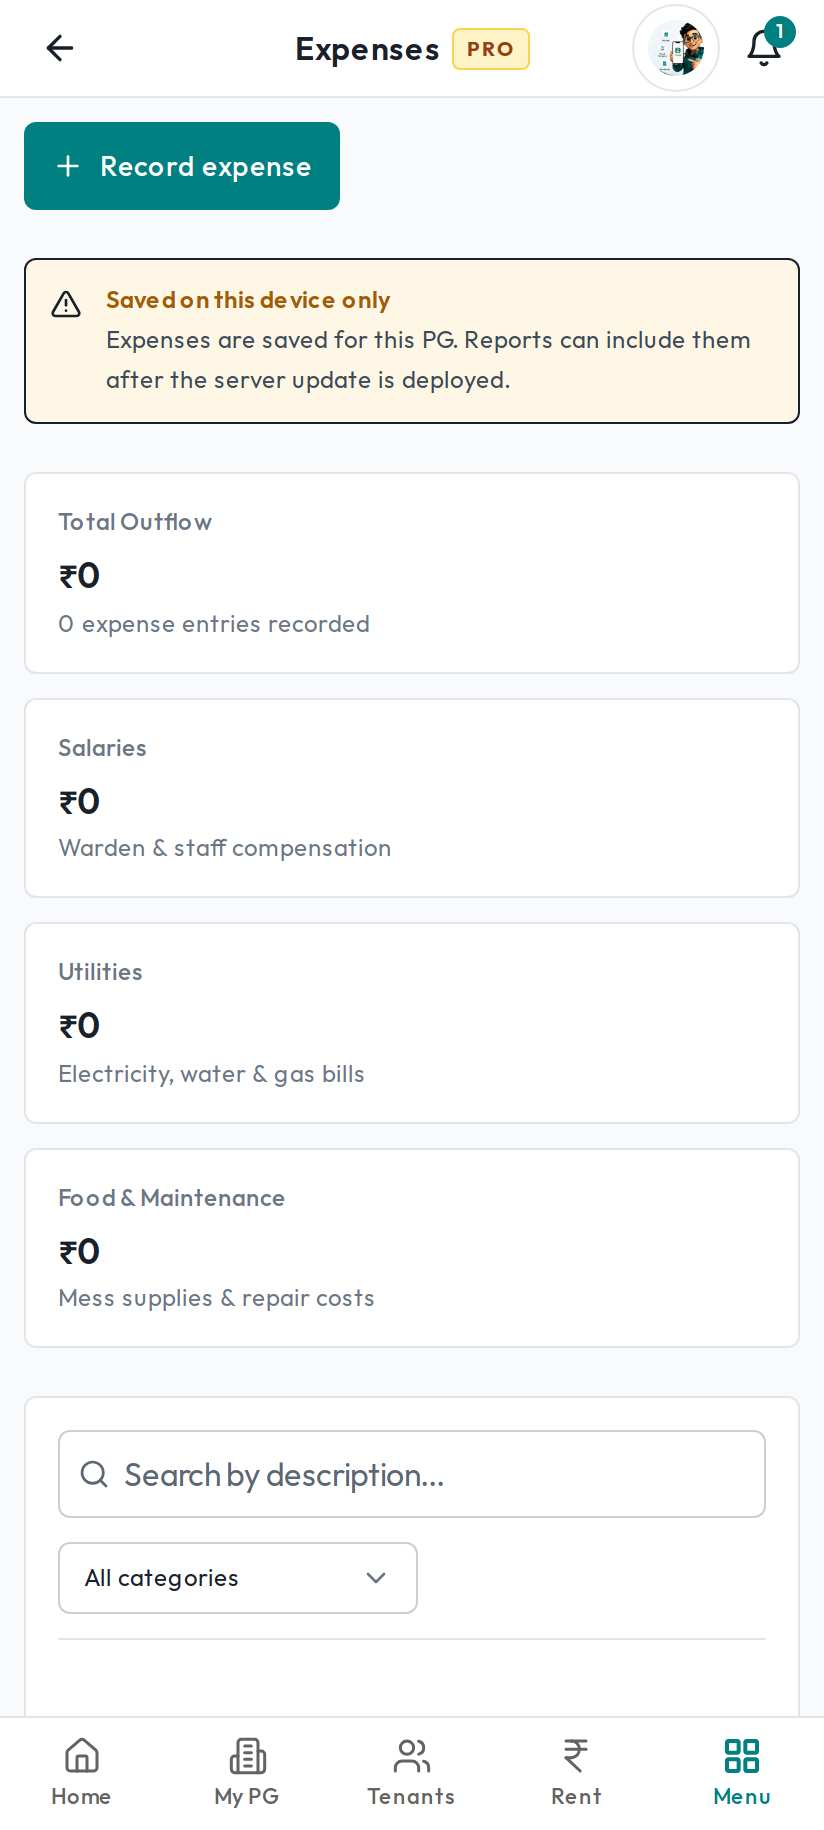 Expenses PRO
1
Record expense
Saved on this device only
Expenses are saved for this PG. Reports can include them
after the server update is deployed.
Total Outflow
₹0
0 expense entries recorded
Salaries
₹0
Warden & staff compensation
Utilities
₹0
Electricity, water & gas bills
Food & Maintenance
₹0
Mess supplies & repair costs
Search by description...
All categories
Home My PG Tenants Rent Menu